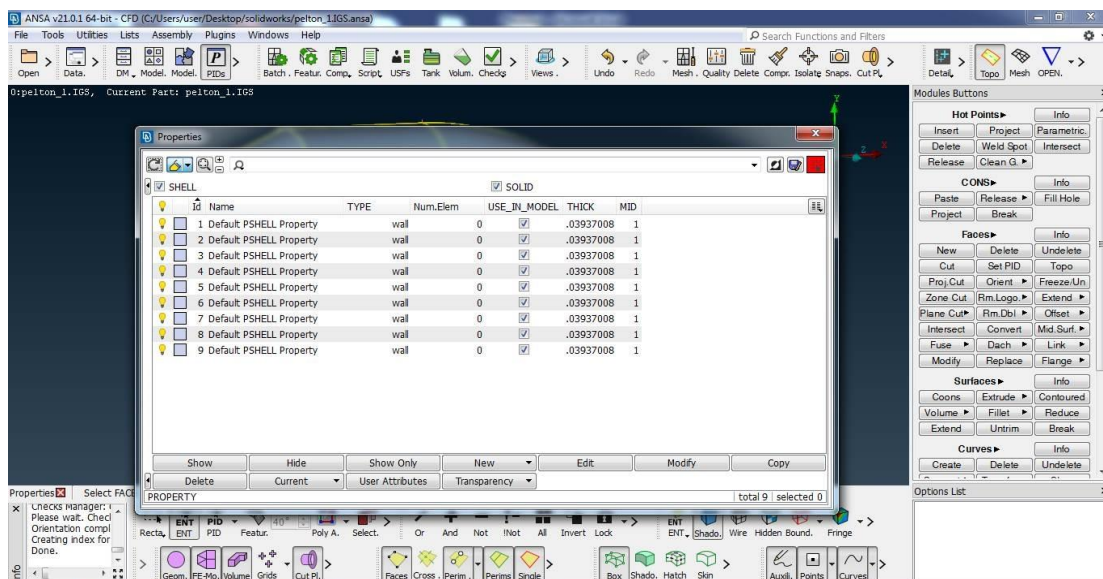 ANSA v21.0.1 64-bit - CFD (C:/Users/user/Desktop/solidworks/pelton_1.IGS.ansa)
File Tools Utilities Lists Assembly Plugins Windows Help
Search Functions and Filters
Open Data. DM Model. Model. PIDs Batch . Featur. Comp. Script. USFs Tank Volum. Checks Views . Undo Redo Mesh . Quality Delete Compr. Isolate Snaps. Cut Pl. Detail. Topo Mesh OPEN.
0:pelton_1.IGS, Current Part: pelton_1.IGS
Y
Z X
Properties
SHELL SOLID
Id Name TYPE Num.Elem USE_IN_MODEL THICK MID
1 Default PSHELL Property wall 0 .03937008 1
2 Default PSHELL Property wall 0 .03937008 1
3 Default PSHELL Property wall 0 .03937008 1
4 Default PSHELL Property wall 0 .03937008 1
5 Default PSHELL Property wall 0 .03937008 1
6 Default PSHELL Property wall 0 .03937008 1
7 Default PSHELL Property wall 0 .03937008 1
8 Default PSHELL Property wall 0 .03937008 1
9 Default PSHELL Property wall 0 .03937008 1
Show Hide Show Only New Edit Modify Copy
Delete Current User Attributes Transparency
PROPERTY total 9 selected 0
Modules Buttons
Hot Points Info
Insert Project Parametric.
Delete Weld Spot Intersect
Release Clean G.
CONS Info
Paste Release Fill Hole
Project Break
Faces Info
New Delete Undelete
Cut Set PID Topo
Proj.Cut Orient Freeze/Un
Zone Cut Rm.Logo. Extend
Plane Cut Rm.Dbl Offset
Intersect Convert Mid.Surf.
Fuse Dach Link
Modify Replace Flange
Surfaces Info
Coons Extrude Contoured
Volume Fillet Reduce
Extend Untrim Break
Curves Info
Create Delete Undelete
Options List
Properties Select FACE
Checks Manager:
Please wait. Checl
Orientation compl
Creating index for
Done.
nfo
ENT PID 40° ENT
Recta. ENT PID Featur. Poly A. Select. Or And Not !Not All Invert Lock ENT Shado. Wire Hidden Bound. Fringe
Geom. FE-Mo. Volume Grids Cut Pl. Faces Cross . Perim . Perims Single Box Shado. Hatch Skin Auxili. Points Curves